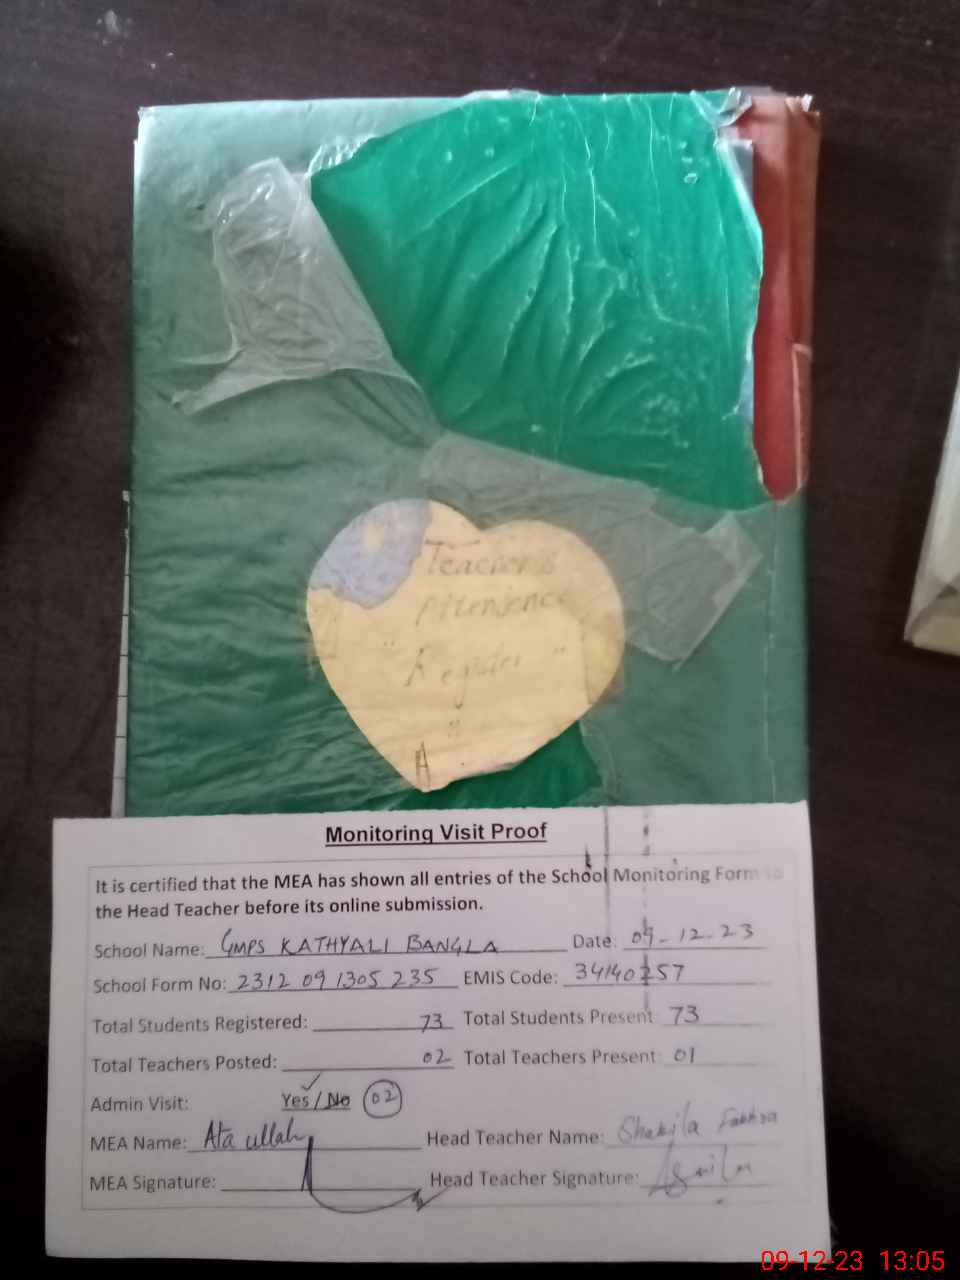 Teacher's
Attendence
"Register"
"
A
Monitoring Visit Proof
It is certified that the MEA has shown all entries of the School Monitoring Form to
the Head Teacher before its online submission.
School Name: GMPS KATHYALI BANGLA Date: 09-12-23
School Form No: 2312 09 1305 235 EMIS Code: 34140257
Total Students Registered: 73 Total Students Present: 73
Total Teachers Posted: 02 Total Teachers Present: 01
Admin Visit: Yes / No 02
MEA Name: Ata ullah Head Teacher Name: Shakila
MEA Signature: Head Teacher Signature:
09-12-23 13:05